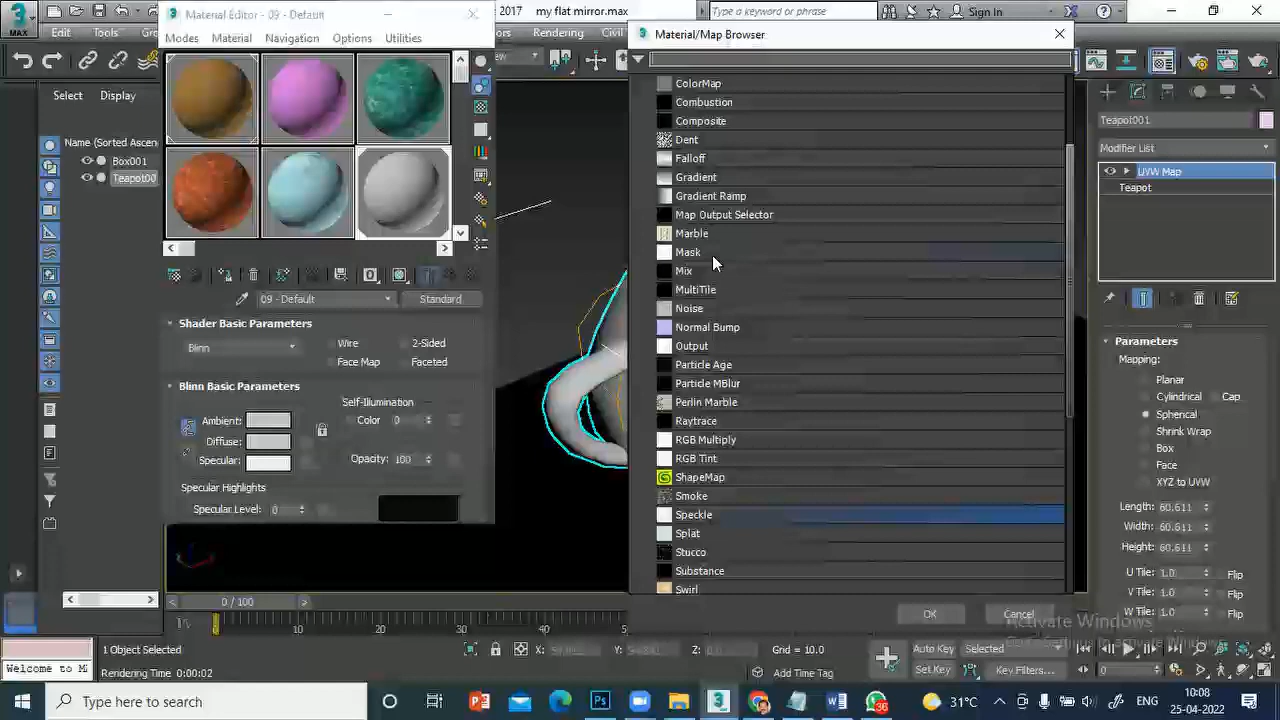 Material Editor - 09 - Default
2017
my flat mirror.max
Type a keyword or phrase
Sign In
MAX
Edit
Tools
Rendering
Modes
Material
Navigation
Options
Utilities
Select
Display
Name (Sorted Ascen
Box001
Teapot00
09 - Default
Standard
Shader Basic Parameters
Blinn
Wire
2-Sided
Face Map
Faceted
Blinn Basic Parameters
Self-Illumination
Ambient:
Color
0
Diffuse:
Specular:
Opacity: 100
Specular Highlights
Specular Level: 0
Material/Map Browser
ColorMap
Combustion
Composite
Dent
Falloff
Gradient
Gradient Ramp
Map Output Selector
Marble
Mask
Mix
MultiTile
Noise
Normal Bump
Output
Particle Age
Particle MBlur
Perlin Marble
Raytrace
RGB Multiply
RGB Tint
ShapeMap
Smoke
Speckle
Splat
Stucco
Substance
Swirl
OK
Cancel
Teapot001
Modifier List
UVW Map
Teapot
Parameters
Mapping:
Planar
Cylindrical
Cap
Spherical
Shrink Wrap
Box
Face
XYZ to UVW
Length: 60.611
Width: 60.611
Height: 60.611
U Tile: 1.0
Flip
V Tile: 1.0
Flip
W Tile: 1.0
Flip
Activate Windows
0 / 100
0
10
20
30
40
1 Object Selected
X:
Y:
Z:
Grid = 10.0
Auto Key
Selected
Welcome to M
Rendering Time 0:00:02
Add Time Tag
Set Key
Key Filters...
0
Type here to search
36
31°C
ENG
10:08
25-04-2022